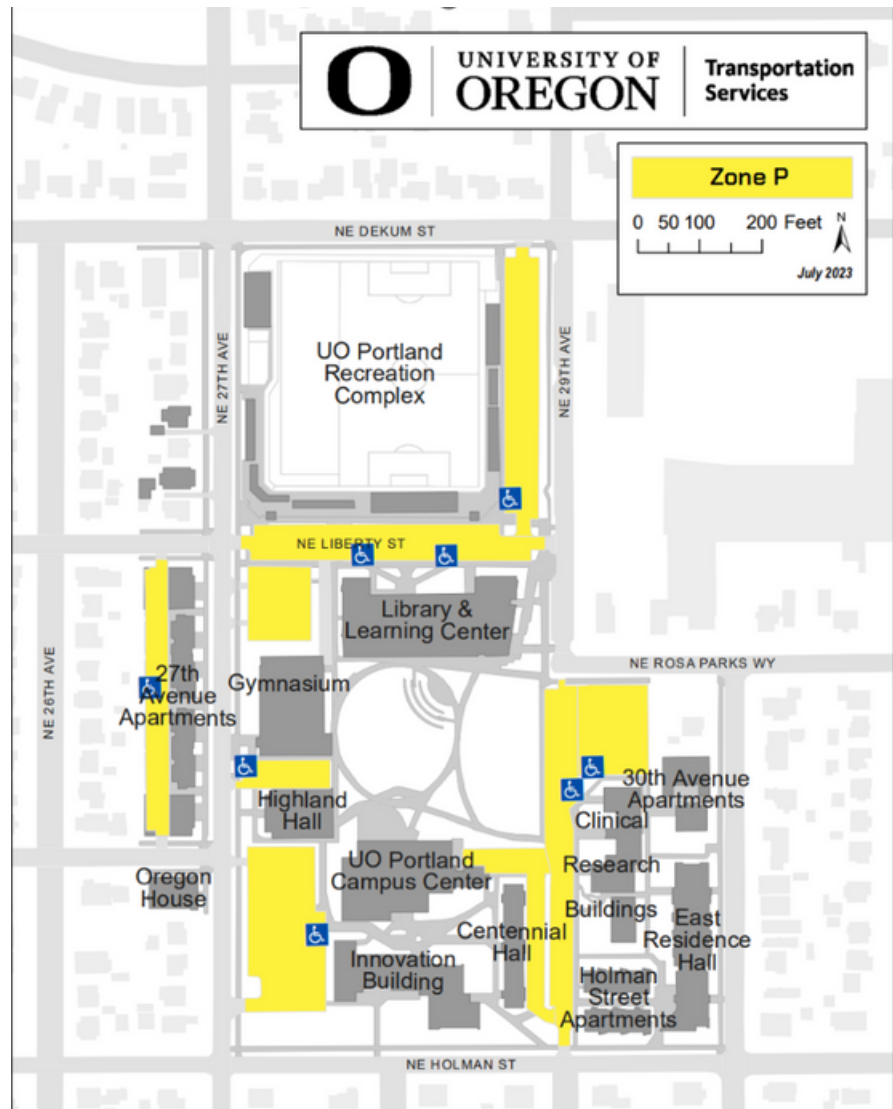 O
UNIVERSITY OF
OREGON
Transportation
Services
Zone P
0 50 100 200 Feet
N
July 2023
NE DEKUM ST
NE 27TH AVE
UO Portland
Recreation
Complex
NE 29TH AVE
NE LIBERTY ST
Library &
Learning Center
NE ROSA PARKS WY
NE 26TH AVE
27th
Avenue
Apartments
Gymnasium
30th Avenue
Apartments
Highland
Hall
Clinical
Research
Buildings
UO Portland
Campus Center
Oregon
House
Centennial
Hall
East
Residence
Hall
Innovation
Building
Holman
Street
Apartments
NE HOLMAN ST